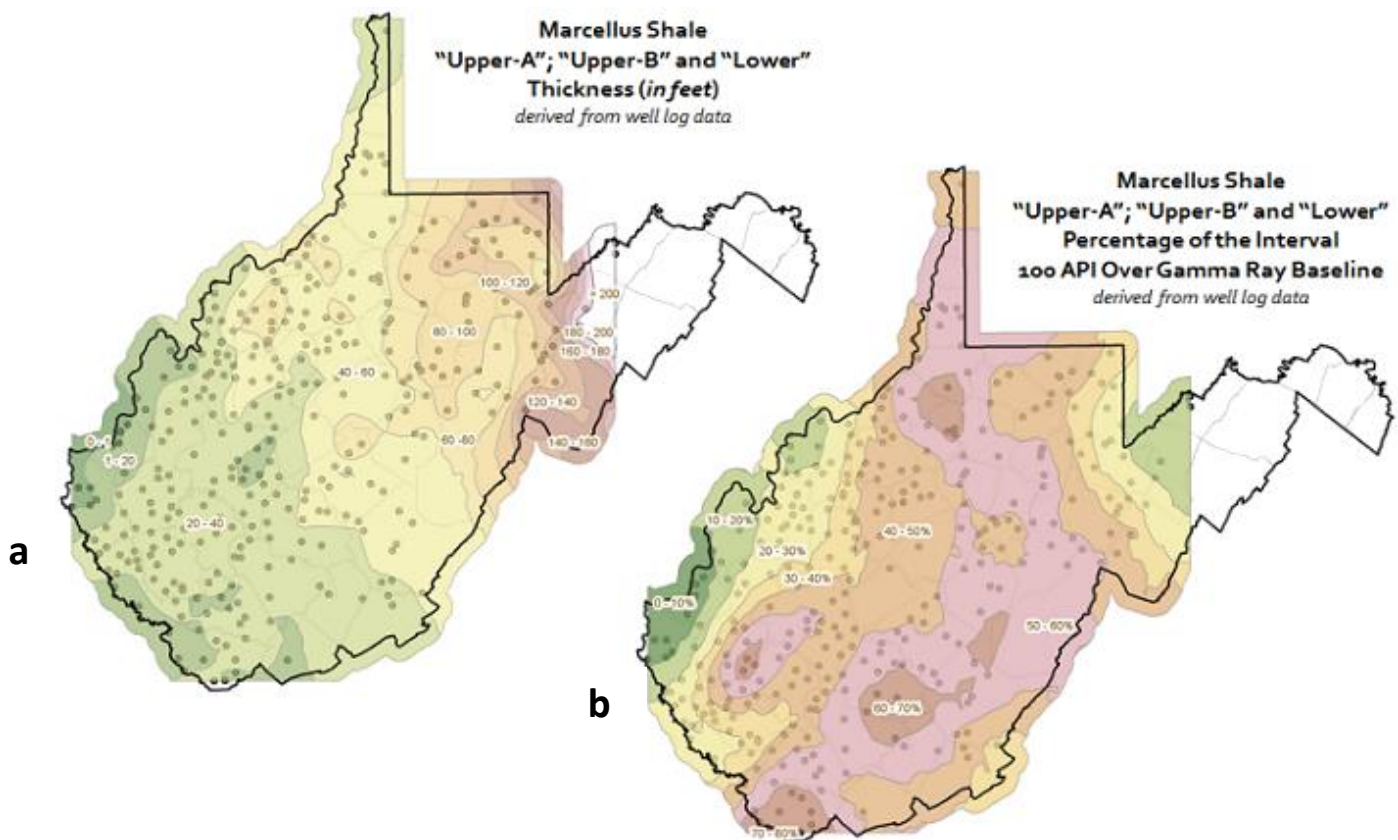 Marcellus Shale
"Upper-A"; "Upper-B" and "Lower"
Thickness (in feet)
derived from well log data
Marcellus Shale
"Upper-A"; "Upper-B" and "Lower"
Percentage of the Interval
100 API Over Gamma Ray Baseline
derived from well log data
100 - 120
> 200
80 - 100
180 - 200
160 - 180
40 - 60
120 - 140
60 - 80
140 - 160
0 - 1
1 - 20
20 - 40
a
10 - 20%
40 - 50%
20 - 30%
30 - 40%
0 - 10%
50 - 60%
b
60 - 70%
70 - 80%